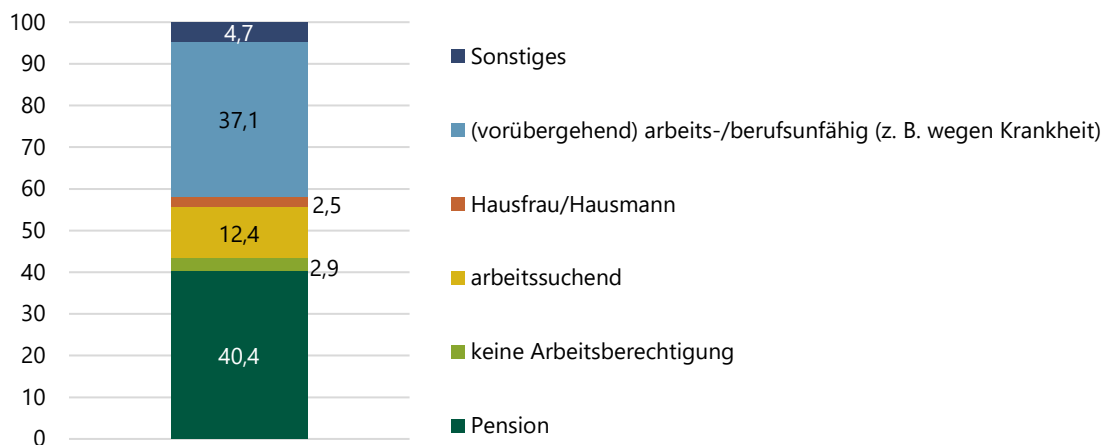 100
90
80
70
60
50
40
30
20
10
0
4,7
37,1
2,5
12,4
2,9
40,4
Sonstiges
(vorübergehend) arbeits-/berufsunfähig (z. B. wegen Krankheit)
Hausfrau/Hausmann
arbeitssuchend
keine Arbeitsberechtigung
Pension